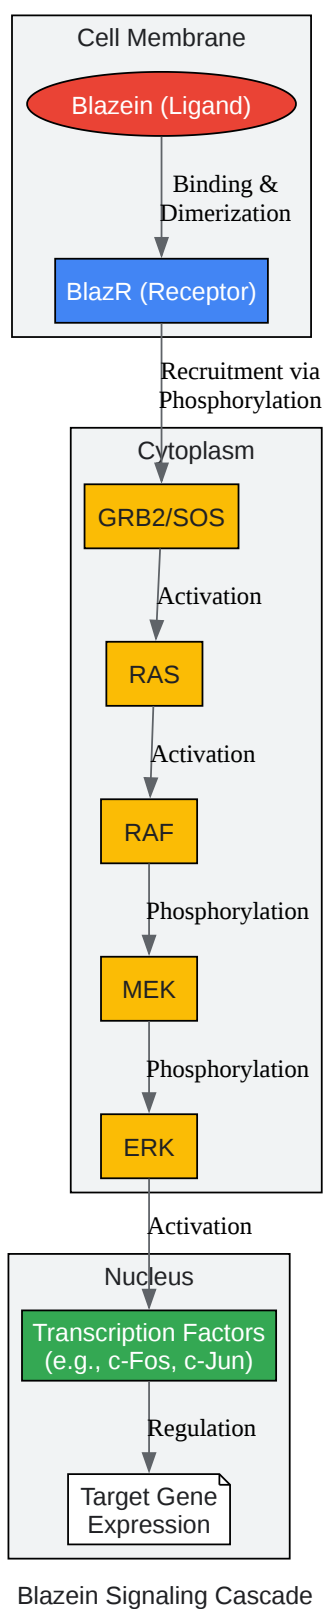 Cell Membrane
Blazein (Ligand)
Binding &
Dimerization
BlazR (Receptor)
Recruitment via
Phosphorylation
Cytoplasm
GRB2/SOS
Activation
RAS
Activation
RAF
Phosphorylation
MEK
Phosphorylation
ERK
Activation
Nucleus
Transcription Factors
(e.g., c-Fos, c-Jun)
Regulation
Target Gene
Expression
Blazein Signaling Cascade